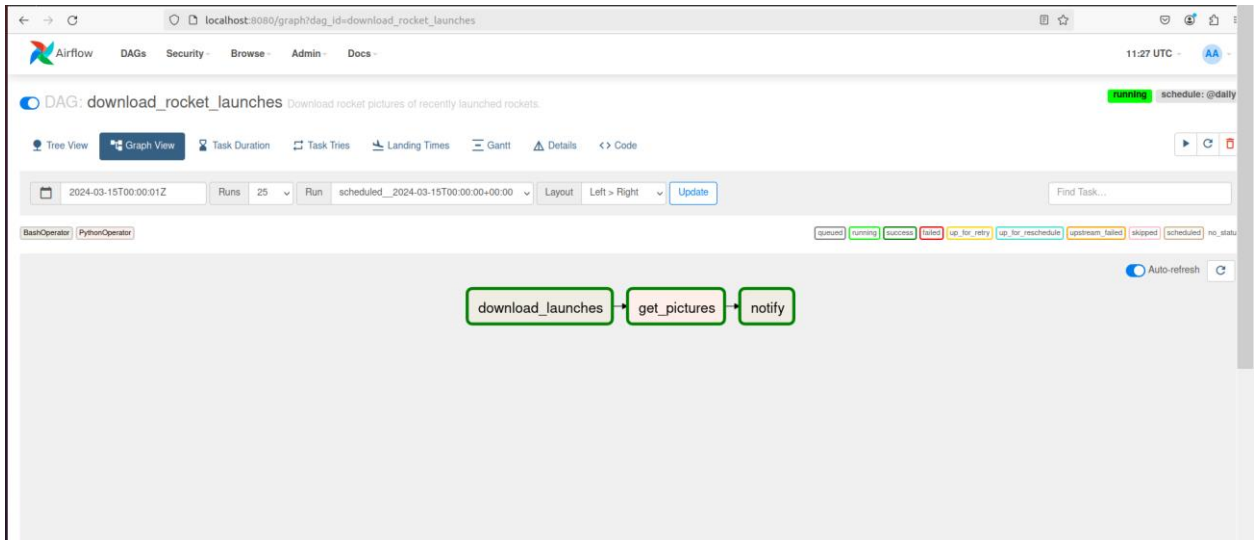 localhost:8080/graph?dag_id=download_rocket_launches
Airflow DAGs Security Browse Admin Docs 11:27 UTC AA
DAG: download_rocket_launches Download rocket pictures of recently launched rockets. running schedule: @daily
Tree View Graph View Task Duration Task Tries Landing Times Gantt Details <> Code
2024-03-15T00:00:01Z Runs 25 Run scheduled__2024-03-15T00:00:00+00:00 Layout Left > Right Update Find Task...
BashOperator PythonOperator queued running success failed up_for_retry up_for_reschedule upstream_failed skipped scheduled no_statu
Auto-refresh
download_launches get_pictures notify